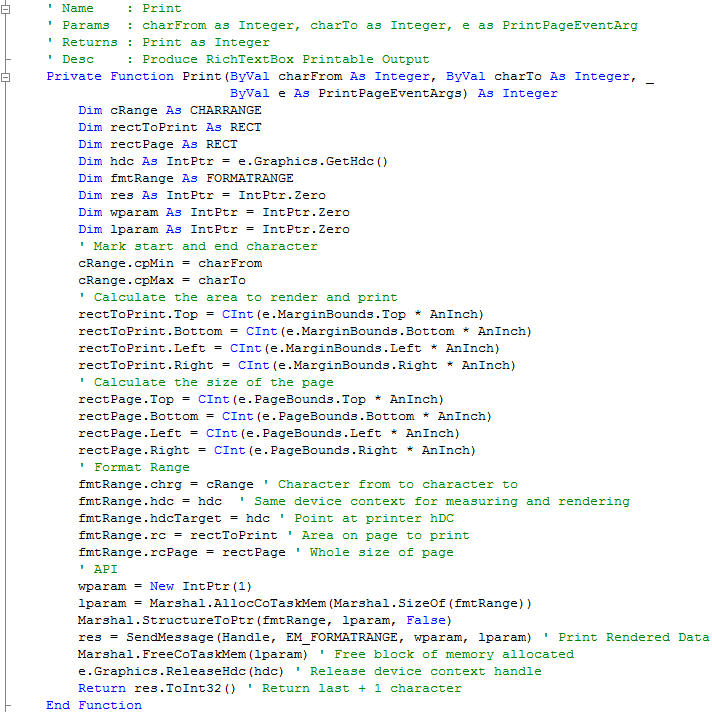 ' Name    : Print
' Params  : charFrom as Integer, charTo as Integer, e as PrintPageEventArg
' Returns : Print as Integer
' Desc    : Produce RichTextBox Printable Output
Private Function Print(ByVal charFrom As Integer, ByVal charTo As Integer, _
                       ByVal e As PrintPageEventArgs) As Integer
    Dim cRange As CHARRANGE
    Dim rectToPrint As RECT
    Dim rectPage As RECT
    Dim hdc As IntPtr = e.Graphics.GetHdc()
    Dim fmtRange As FORMATRANGE
    Dim res As IntPtr = IntPtr.Zero
    Dim wparam As IntPtr = IntPtr.Zero
    Dim lparam As IntPtr = IntPtr.Zero
    ' Mark start and end character
    cRange.cpMin = charFrom
    cRange.cpMax = charTo
    ' Calculate the area to render and print
    rectToPrint.Top = CInt(e.MarginBounds.Top * AnInch)
    rectToPrint.Bottom = CInt(e.MarginBounds.Bottom * AnInch)
    rectToPrint.Left = CInt(e.MarginBounds.Left * AnInch)
    rectToPrint.Right = CInt(e.MarginBounds.Right * AnInch)
    ' Calculate the size of the page
    rectPage.Top = CInt(e.PageBounds.Top * AnInch)
    rectPage.Bottom = CInt(e.PageBounds.Bottom * AnInch)
    rectPage.Left = CInt(e.PageBounds.Left * AnInch)
    rectPage.Right = CInt(e.PageBounds.Right * AnInch)
    ' Format Range
    fmtRange.chrg = cRange ' Character from to character to
    fmtRange.hdc = hdc  ' Same device context for measuring and rendering
    fmtRange.hdcTarget = hdc ' Point at printer hDC
    fmtRange.rc = rectToPrint ' Area on page to print
    fmtRange.rcPage = rectPage ' Whole size of page
    ' API
    wparam = New IntPtr(1)
    lparam = Marshal.AllocCoTaskMem(Marshal.SizeOf(fmtRange))
    Marshal.StructureToPtr(fmtRange, lparam, False)
    res = SendMessage(Handle, EM_FORMATRANGE, wparam, lparam) ' Print Rendered Data
    Marshal.FreeCoTaskMem(lparam) ' Free block of memory allocated
    e.Graphics.ReleaseHdc(hdc) ' Release device context handle
    Return res.ToInt32() ' Return last + 1 character
End Function